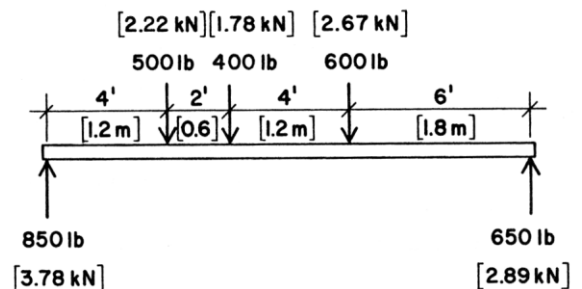 [2.22 kN] [1.78 kN] [2.67 kN]
500 lb 400 lb 600 lb
4' 2' 4' 6'
[1.2 m] [0.6] [1.2 m] [1.8 m]
850 lb 650 lb
[3.78 kN] [2.89 kN]